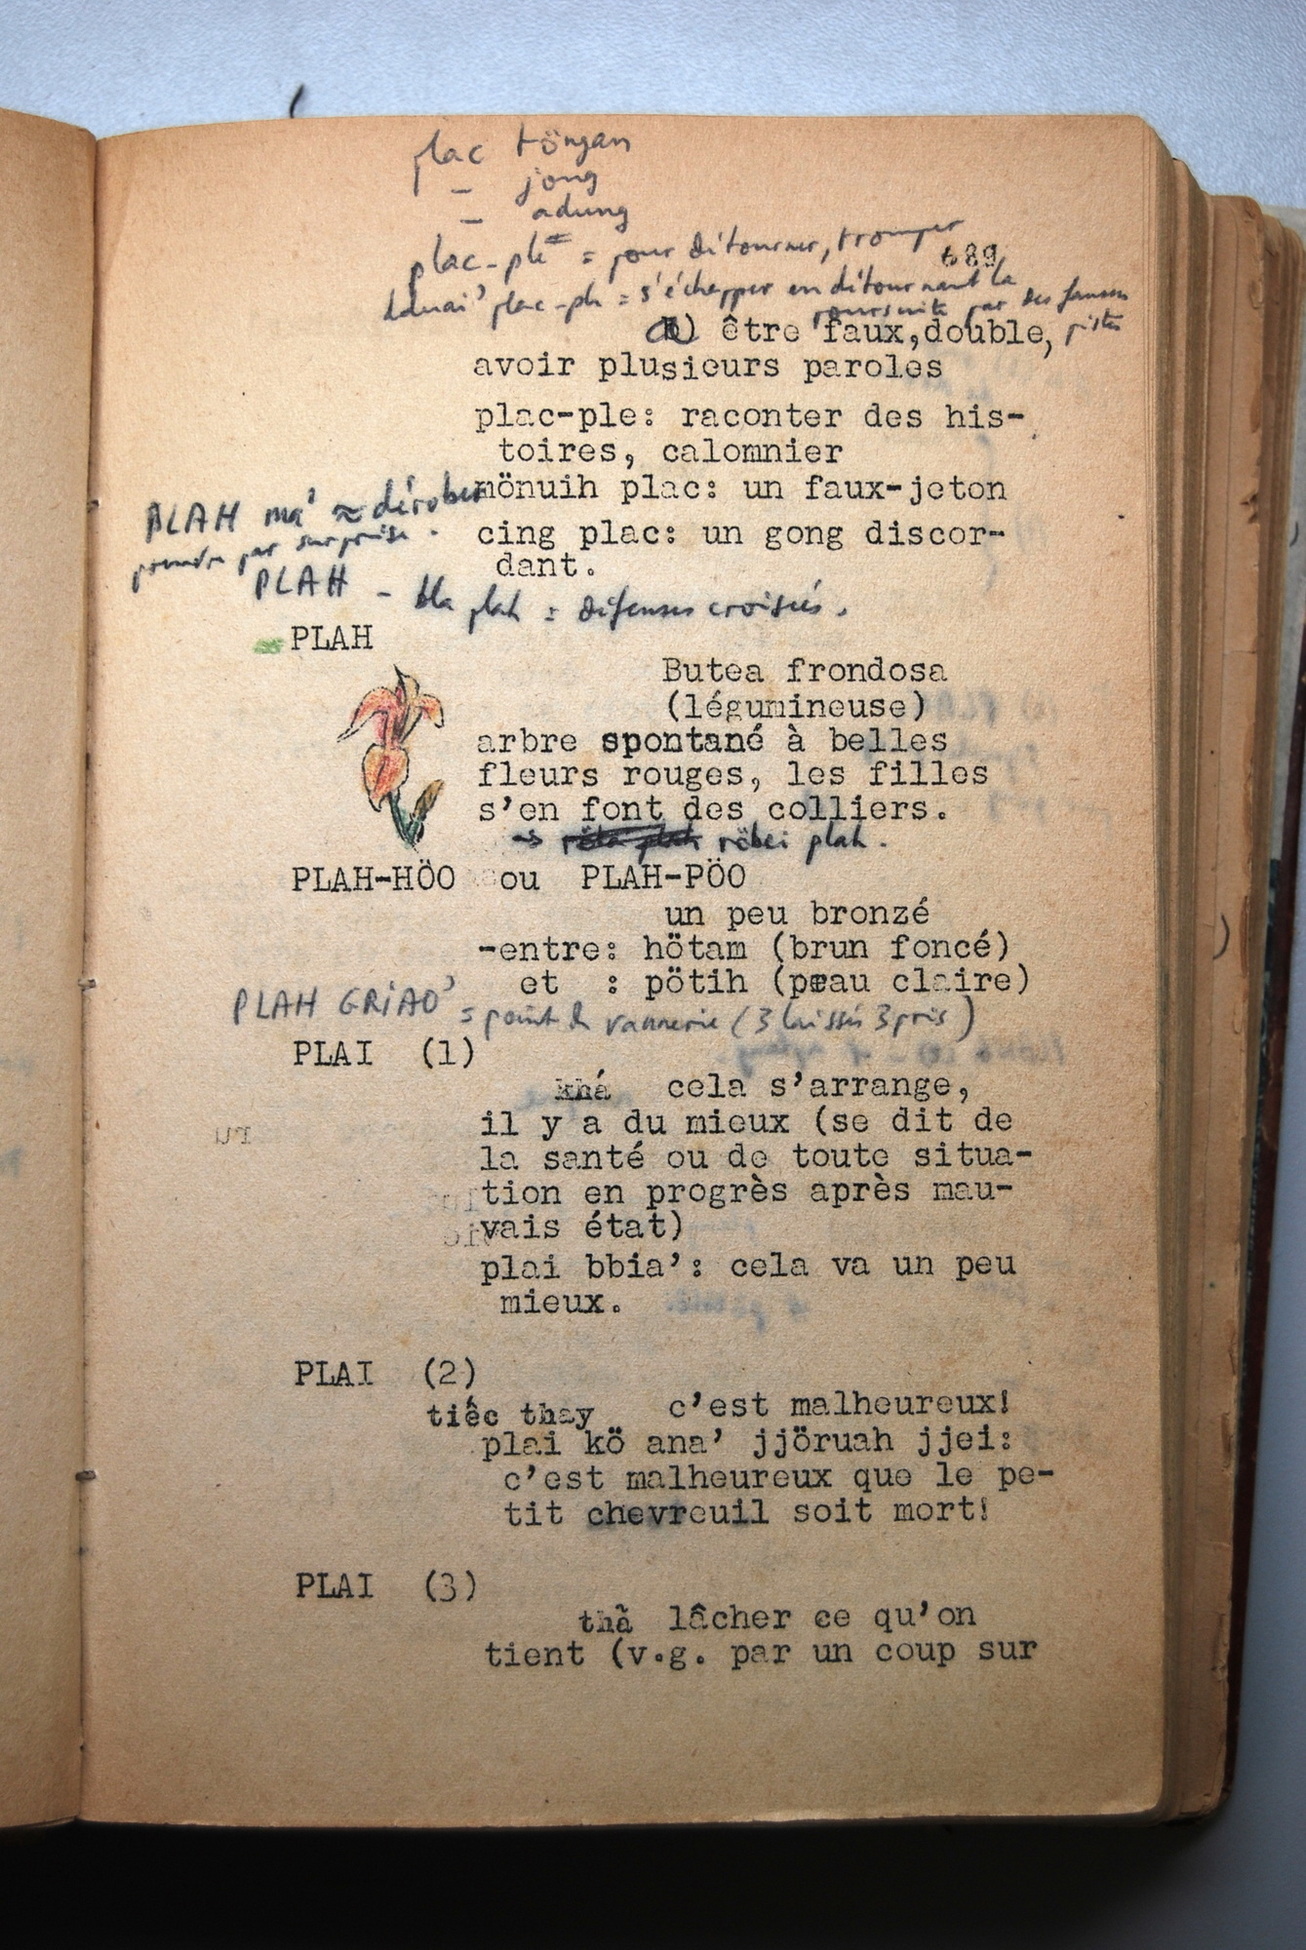 plac töngan
– jong
– adung
plac-ple = pour détourner, tromper
689
plac-ple = s'échapper en détournant la
poursuite par des fausses
pistes
être faux,double,
avoir plusieurs paroles
plac-ple: raconter des his-
toires, calomnier
PLAH ma' ≈ dérober
mönuih plac: un faux-jeton
prendre par surprise.
cing plac: un gong discor-
dant.
PLAH – bla plah = défenses croisées.
PLAH
Butea frondosa
(légumineuse)
arbre spontané à belles
fleurs rouges, les filles
s'en font des colliers.
→ röbei plah.
PLAH-HÖO ou PLAH-PÖO
un peu bronzé
-entre: hötam (brun foncé)
et : pötih (peau claire)
PLAH GRIAO' = point de vannerie (3 laissés 3 pris)
PLAI (1)
khá cela s'arrange,
il y a du mieux (se dit de
la santé ou de toute situa-
tion en progrès après mau-
vais état)
plai bbia': cela va un peu
mieux.
PLAI (2)
tiếc thay c'est malheureux!
plai kö ana' jjöruah jjei:
c'est malheureux que le pe-
tit chevreuil soit mort!
PLAI (3)
thả lâcher ce qu'on
tient (v.g. par un coup sur